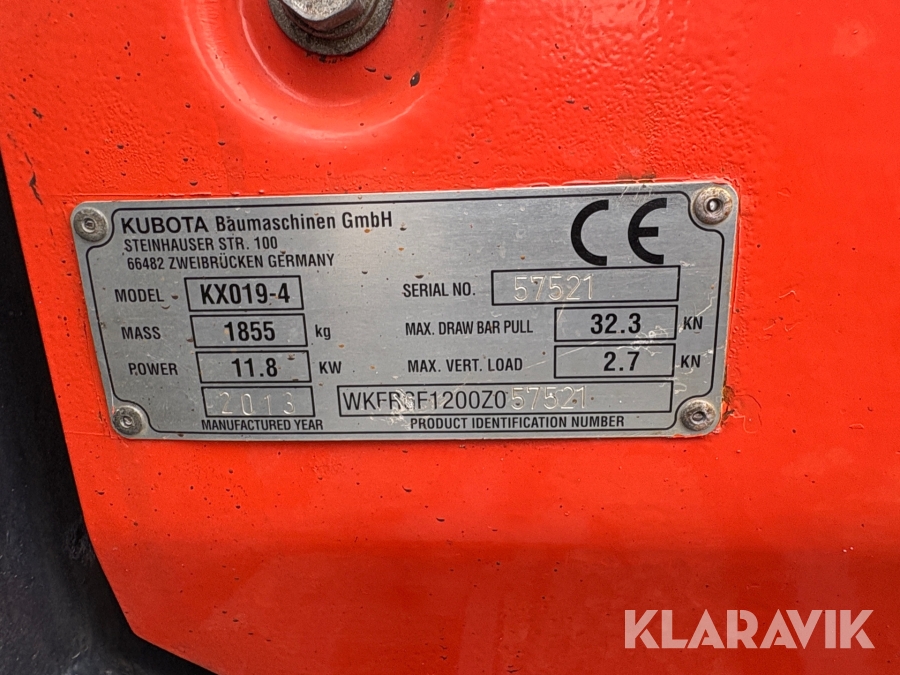 KUBOTA Baumaschinen GmbH
STEINHAUSER STR. 100
66482 ZWEIBRÜCKEN GERMANY
CE
MODEL KX019-4
SERIAL NO. 57521
MASS 1855 kg
MAX. DRAW BAR PULL 32.3 KN
POWER 11.8 KW
MAX. VERT. LOAD 2.7 KN
2013
MANUFACTURED YEAR
WKFRGF1200Z057521
PRODUCT IDENTIFICATION NUMBER
KLARAVIK